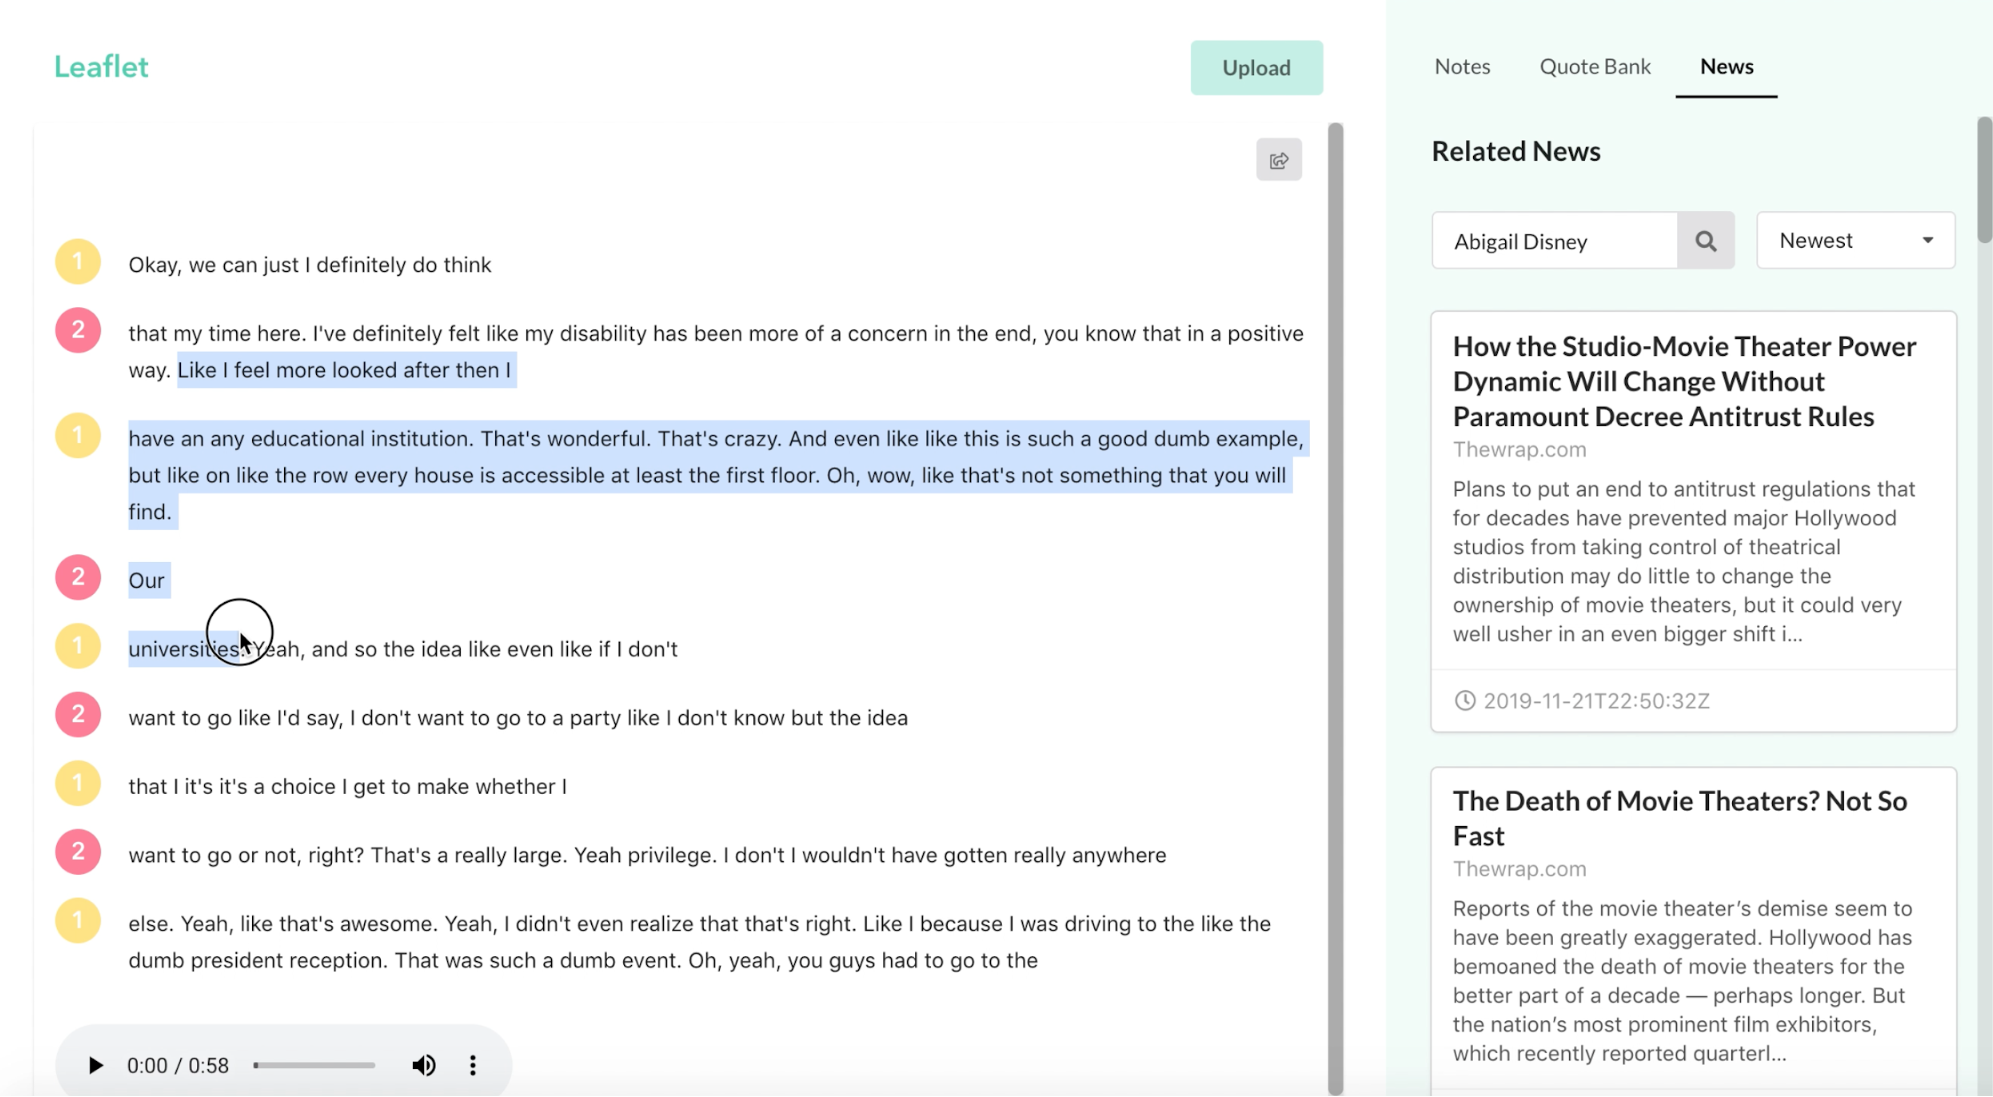 Leaflet
Upload
1
Okay, we can just I definitely do think
2
that my time here. I've definitely felt like my disability has been more of a concern in the end, you know that in a positive
way. Like I feel more looked after then I
1
have an any educational institution. That's wonderful. That's crazy. And even like like this is such a good dumb example,
but like on like the row every house is accessible at least the first floor. Oh, wow, like that's not something that you will
find.
2
Our
1
universities. Yeah, and so the idea like even like if I don't
2
want to go like I'd say, I don't want to go to a party like I don't know but the idea
1
that I it's it's a choice I get to make whether I
2
want to go or not, right? That's a really large. Yeah privilege. I don't I wouldn't have gotten really anywhere
1
else. Yeah, like that's awesome. Yeah, I didn't even realize that that's right. Like I because I was driving to the like the
dumb president reception. That was such a dumb event. Oh, yeah, you guys had to go to the
0:00 / 0:58
Notes Quote Bank News
Related News
Abigail Disney
Newest
How the Studio-Movie Theater Power
Dynamic Will Change Without
Paramount Decree Antitrust Rules
Thewrap.com
Plans to put an end to antitrust regulations that
for decades have prevented major Hollywood
studios from taking control of theatrical
distribution may do little to change the
ownership of movie theaters, but it could very
well usher in an even bigger shift i...
2019-11-21T22:50:32Z
The Death of Movie Theaters? Not So
Fast
Thewrap.com
Reports of the movie theater’s demise seem to
have been greatly exaggerated. Hollywood has
bemoaned the death of movie theaters for the
better part of a decade — perhaps longer. But
the nation’s most prominent film exhibitors,
which recently reported quarterl...